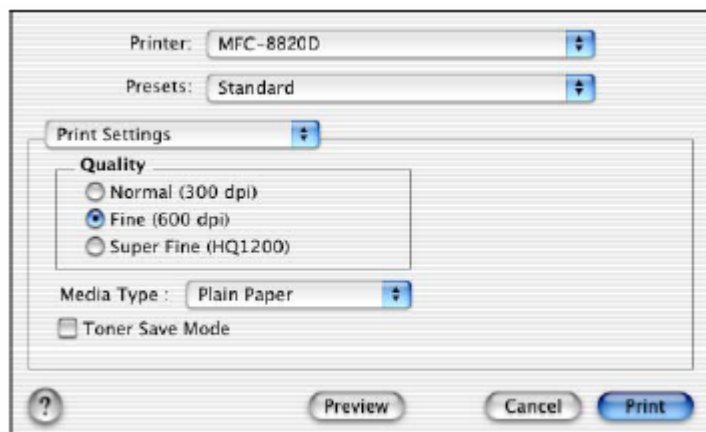 Printer: MFC-8820D
Presets: Standard
Print Settings
Quality
Normal (300 dpi)
Fine (600 dpi)
Super Fine (HQ1200)
Media Type : Plain Paper
Toner Save Mode
? Preview Cancel Print